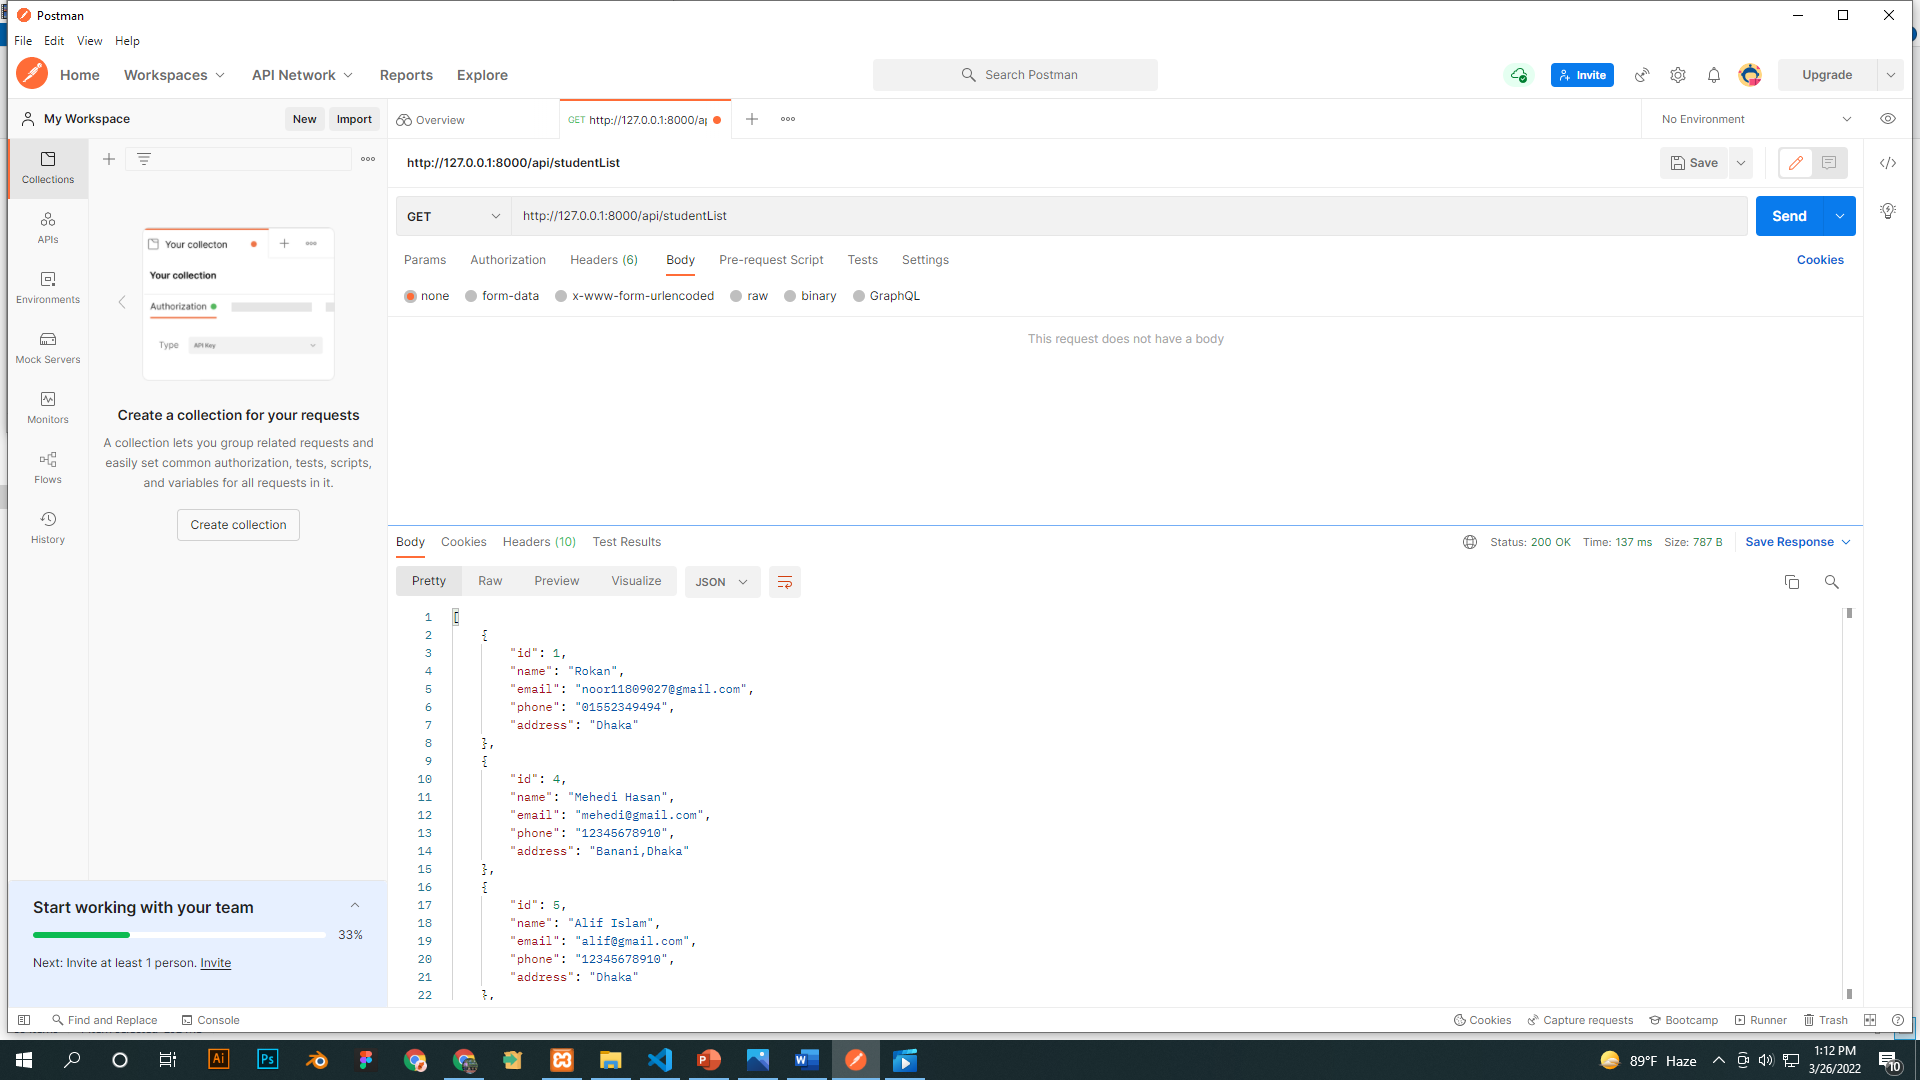 Postman
File Edit View Help
Home Workspaces API Network Reports Explore
Search Postman
Invite
Upgrade
My Workspace
New Import
Overview
GET http://127.0.0.1:8000/ap
No Environment
Collections
APIs
Environments
Mock Servers
Monitors
Flows
History
Your collecton
Your collection
Authorization
Type API Key
Create a collection for your requests
A collection lets you group related requests and
easily set common authorization, tests, scripts,
and variables for all requests in it.
Create collection
Start working with your team
33%
Next: Invite at least 1 person. Invite
http://127.0.0.1:8000/api/studentList
Save
GET http://127.0.0.1:8000/api/studentList
Send
Params Authorization Headers (6) Body Pre-request Script Tests Settings
Cookies
none form-data x-www-form-urlencoded raw binary GraphQL
This request does not have a body
Body Cookies Headers (10) Test Results
Status: 200 OK Time: 137 ms Size: 787 B Save Response
Pretty Raw Preview Visualize JSON
1 [
2 {
3 "id": 1,
4 "name": "Rokan",
5 "email": "noor11809027@gmail.com",
6 "phone": "01552349494",
7 "address": "Dhaka"
8 },
9 {
10 "id": 4,
11 "name": "Mehedi Hasan",
12 "email": "mehedi@gmail.com",
13 "phone": "12345678910",
14 "address": "Banani,Dhaka"
15 },
16 {
17 "id": 5,
18 "name": "Alif Islam",
19 "email": "alif@gmail.com",
20 "phone": "12345678910",
21 "address": "Dhaka"
22 },
Find and Replace Console
Cookies Capture requests Bootcamp Runner Trash
Ai Ps
89°F Haze
1:12 PM
3/26/2022
10